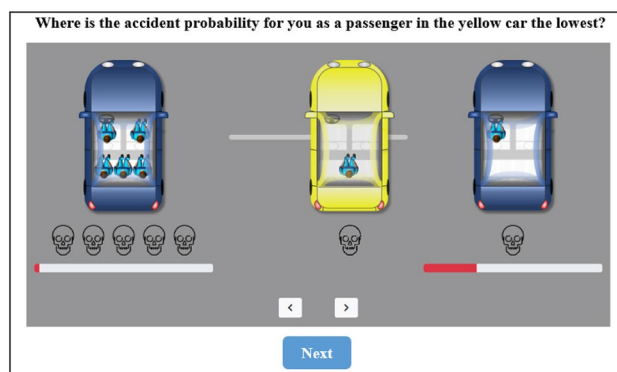 Where is the accident probability for you as a passenger in the yellow car the lowest?
< >
Next